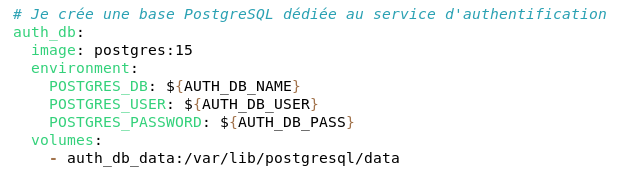 # Je crée une base PostgreSQL dédiée au service d'authentification
auth_db:
  image: postgres:15
  environment:
    POSTGRES_DB: ${AUTH_DB_NAME}
    POSTGRES_USER: ${AUTH_DB_USER}
    POSTGRES_PASSWORD: ${AUTH_DB_PASS}
  volumes:
    - auth_db_data:/var/lib/postgresql/data